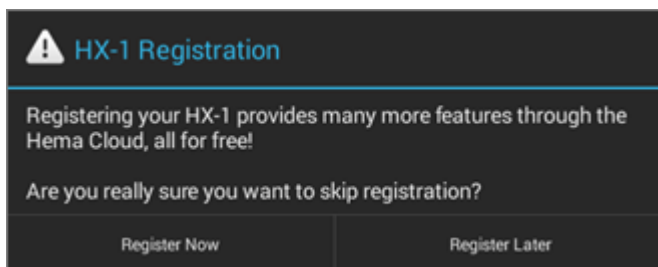 HX-1 Registration
Registering your HX-1 provides many more features through the
Hema Cloud, all for free!
Are you really sure you want to skip registration?
Register Now
Register Later